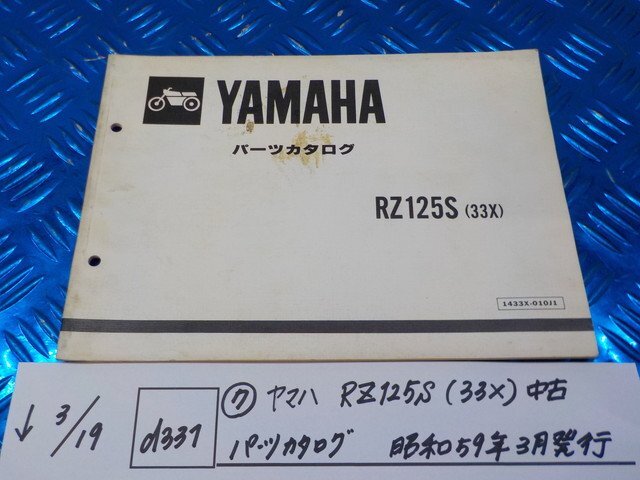 YAMAHA
パーツカタログ
RZ125S (33X)
1433X-010J1
↓ 3/19 d337 ⑦ ヤマハ RZ125S (33X) 中古
パーツカタログ 昭和59年3月発行